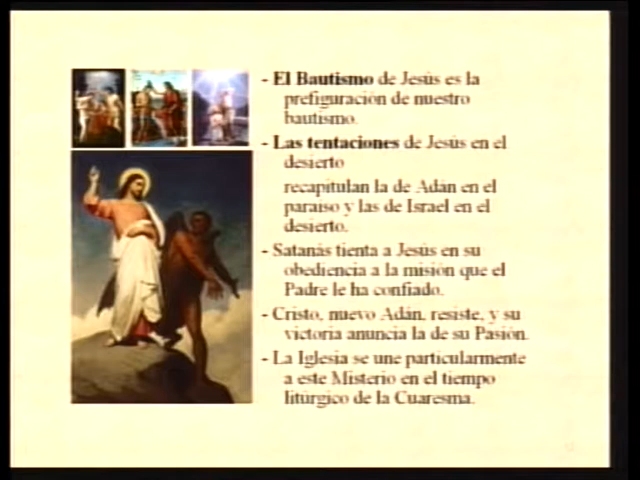 - El Bautismo de Jesús es la
prefiguración de nuestro
bautismo.
- Las tentaciones de Jesús en el
desierto
recapitulan la de Adán en el
paraíso y las de Israel en el
desierto.
- Satanás tienta a Jesús en su
obediencia a la misión que el
Padre le ha confiado.
- Cristo, nuevo Adán, resiste, y su
victoria anuncia la de su Pasión.
- La Iglesia se une particularmente
a este Misterio en el tiempo
litúrgico de la Cuaresma.